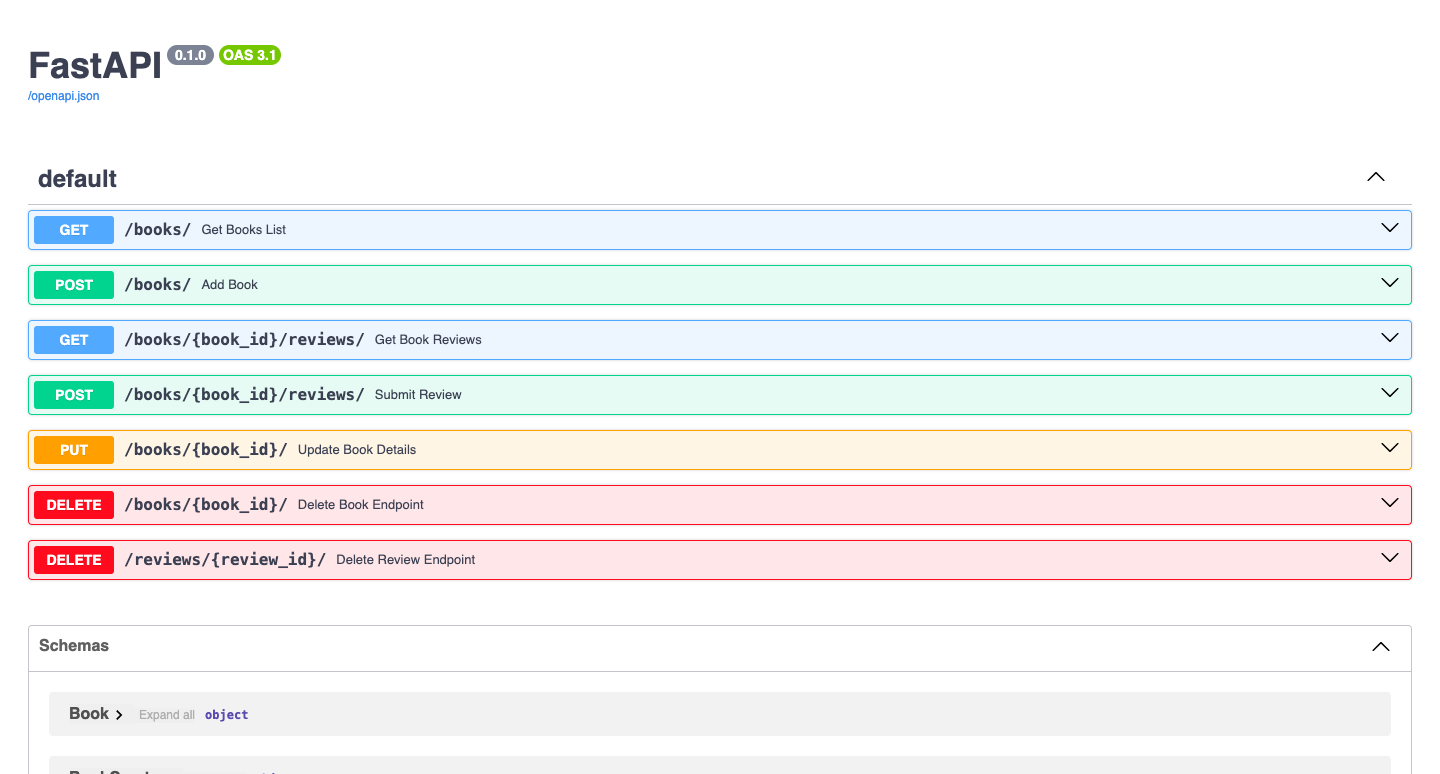 FastAPI 0.1.0 OAS 3.1
/openapi.json
default
GET /books/ Get Books List
POST /books/ Add Book
GET /books/{book_id}/reviews/ Get Book Reviews
POST /books/{book_id}/reviews/ Submit Review
PUT /books/{book_id}/ Update Book Details
DELETE /books/{book_id}/ Delete Book Endpoint
DELETE /reviews/{review_id}/ Delete Review Endpoint
Schemas
Book Expand all object